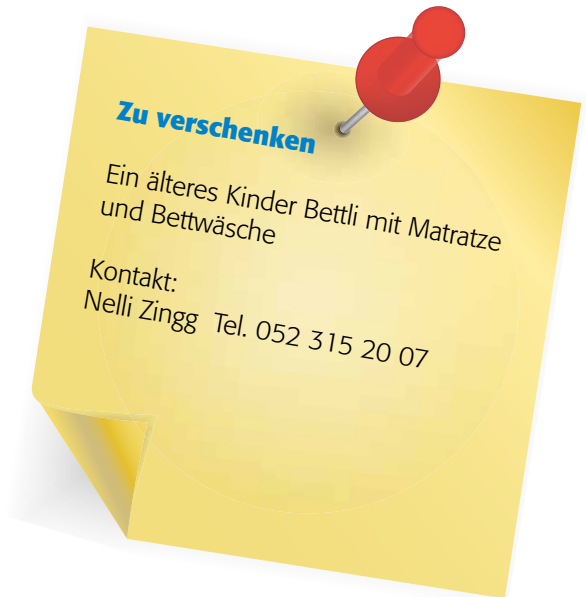 Zu verschenken
Ein älteres Kinder Bettli mit Matratze
und Bettwäsche
Kontakt:
Nelli Zingg Tel. 052 315 20 07